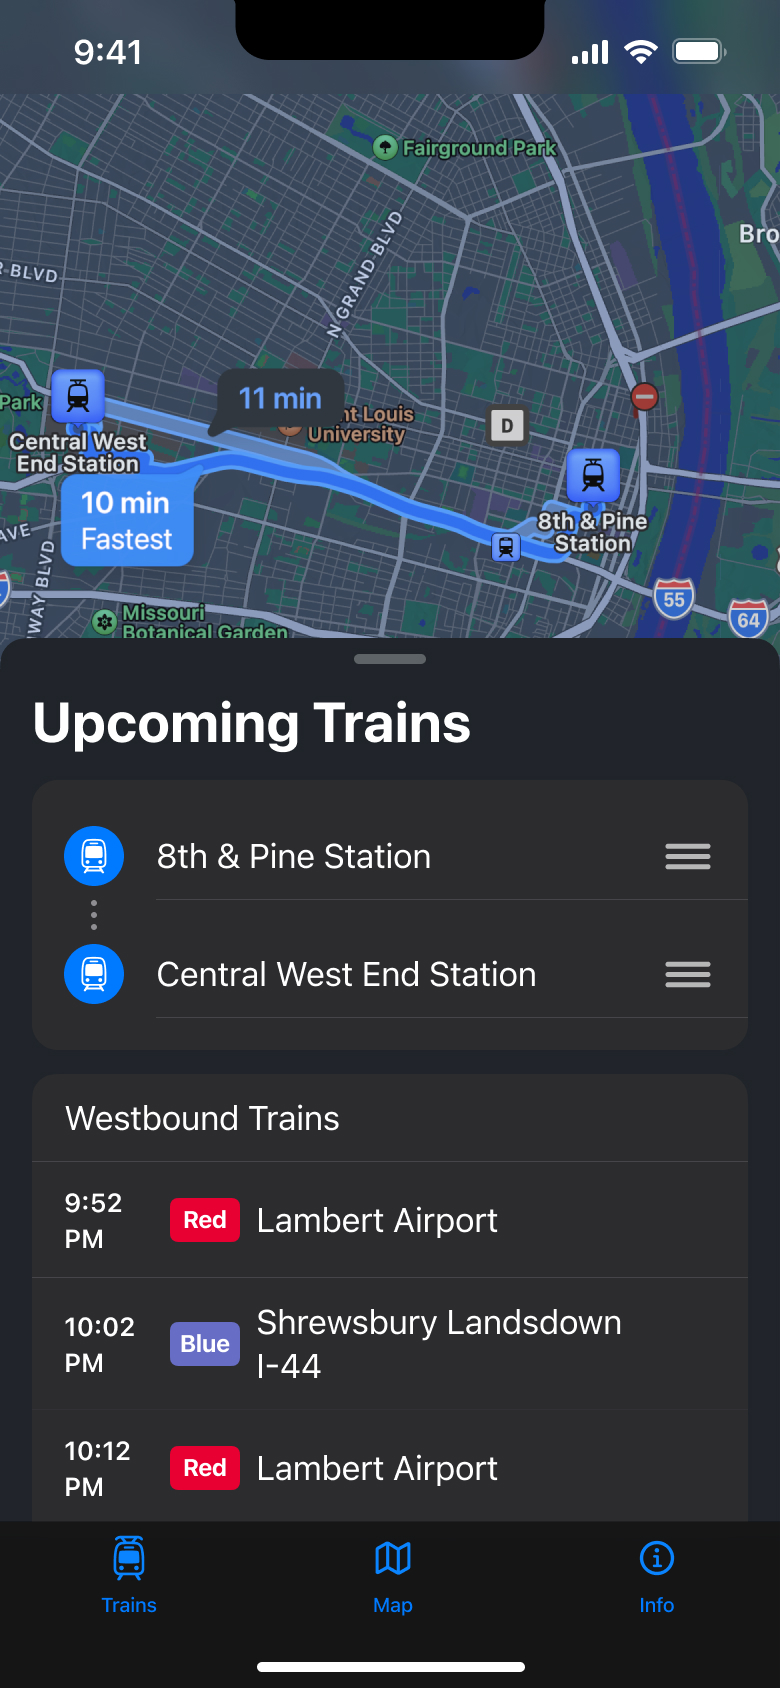 9:41
Fairground Park
Bro
R BLVD
N GRAND BLVD
11 min
Park
nt Louis
University
D
Central West
End Station
10 min
Fastest
8th & Pine
Station
AVE
WAY BLVD
55
64
Missouri
Botanical Garden
Upcoming Trains
8th & Pine Station
Central West End Station
Westbound Trains
9:52
PM
Red
Lambert Airport
10:02
PM
Blue
Shrewsbury Landsdown
I-44
10:12
PM
Red
Lambert Airport
Trains
Map
Info